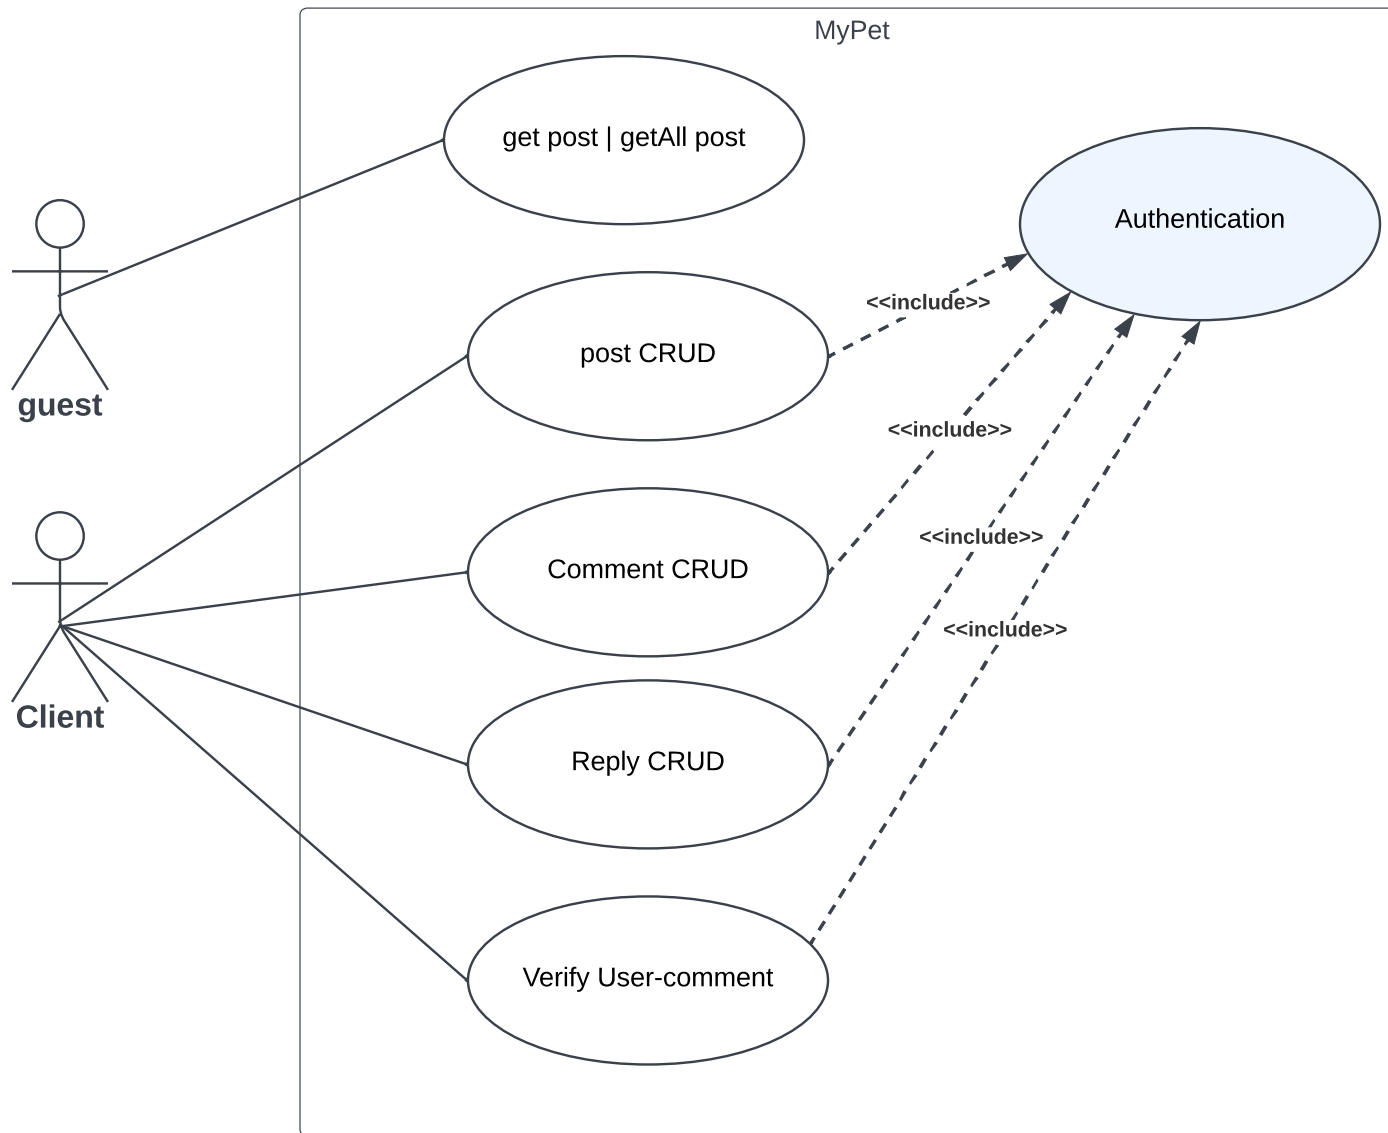 MyPet
get post | getAll post
Authentication
<<include>>
post CRUD
guest
<<include>>
<<include>>
Comment CRUD
<<include>>
Client
Reply CRUD
Verify User-comment